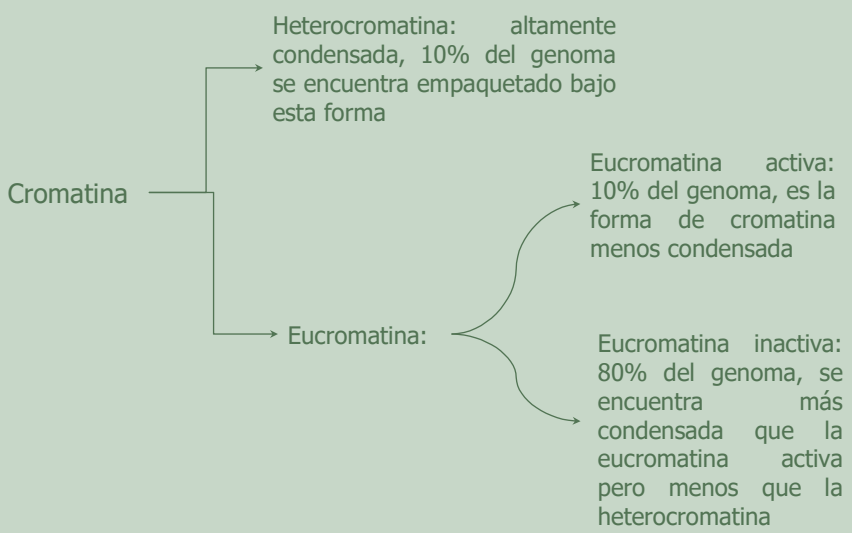 Heterocromatina: altamente
condensada, 10% del genoma
se encuentra empaquetado bajo
esta forma
Cromatina
Eucromatina activa:
10% del genoma, es la
forma de cromatina
menos condensada
Eucromatina:
Eucromatina inactiva:
80% del genoma, se
encuentra más
condensada que la
eucromatina activa
pero menos que la
heterocromatina